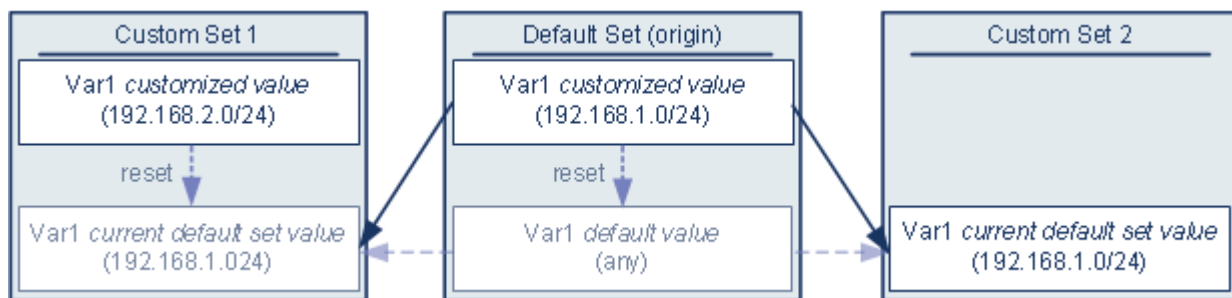 Custom Set 1
Var1 customized value
(192.168.2.0/24)
reset
Var1 current default set value
(192.168.1.024)
Default Set (origin)
Var1 customized value
(192.168.1.0/24)
reset
Var1 default value
(any)
Custom Set 2
Var1 current default set value
(192.168.1.0/24)